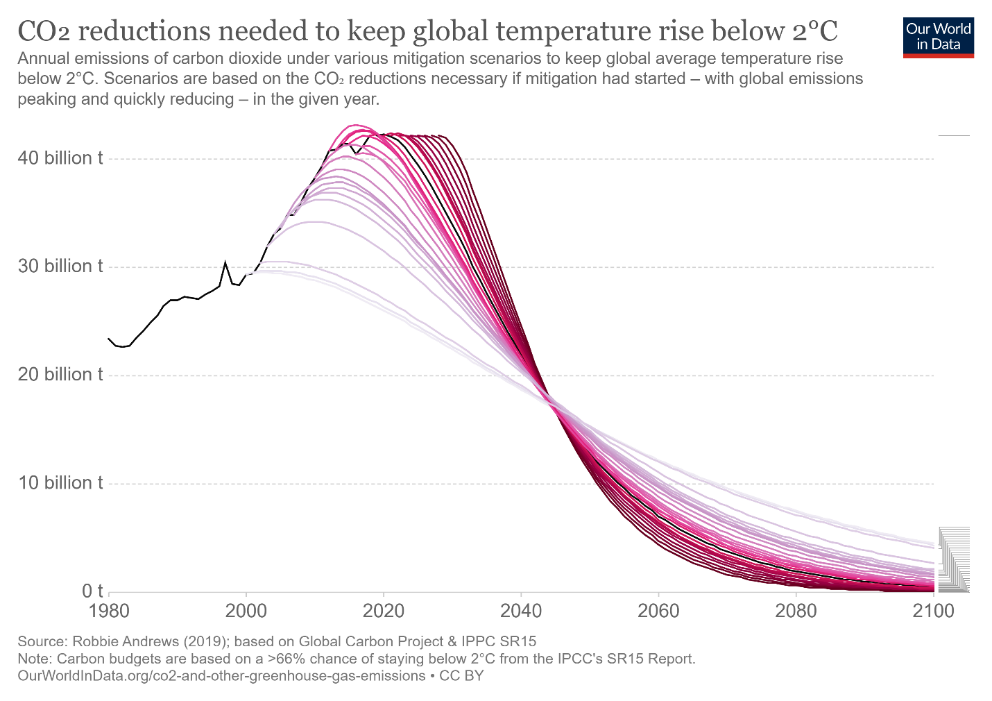 CO₂ reductions needed to keep global temperature rise below 2°C
Our World
in Data
Annual emissions of carbon dioxide under various mitigation scenarios to keep global average temperature rise
below 2°C. Scenarios are based on the CO₂ reductions necessary if mitigation had started – with global emissions
peaking and quickly reducing – in the given year.
40 billion t
30 billion t
20 billion t
10 billion t
0 t
1980 2000 2020 2040 2060 2080 2100
Source: Robbie Andrews (2019); based on Global Carbon Project & IPPC SR15
Note: Carbon budgets are based on a >66% chance of staying below 2°C from the IPCC's SR15 Report.
OurWorldInData.org/co2-and-other-greenhouse-gas-emissions • CC BY